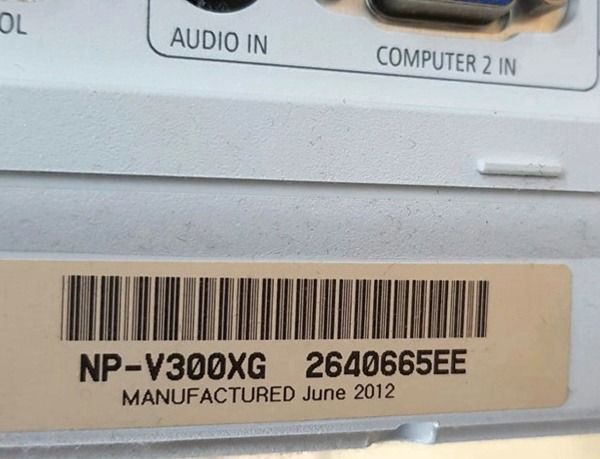 OL
AUDIO IN
COMPUTER 2 IN
NP-V300XG 2640665EE
MANUFACTURED June 2012